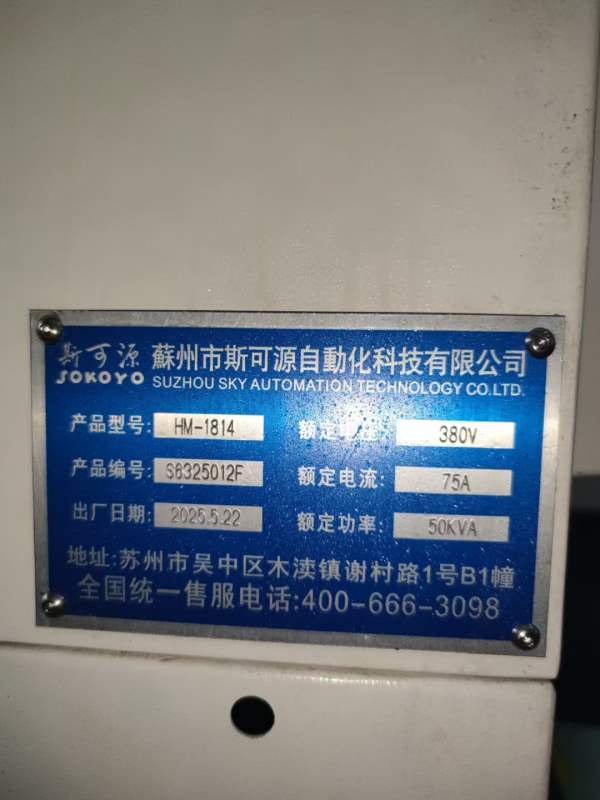 斯可源 蘇州市斯可源自動化科技有限公司
SOKOYO SUZHOU SKY AUTOMATION TECHNOLOGY CO.LTD.
产品型号: HM-1814 额定电压: 380V
产品编号: S6325012F 额定电流: 75A
出厂日期: 2025.5.22 额定功率: 50KVA
地址:苏州市吴中区木渎镇谢村路1号B1幢
全国统一售服电话:400-666-3098